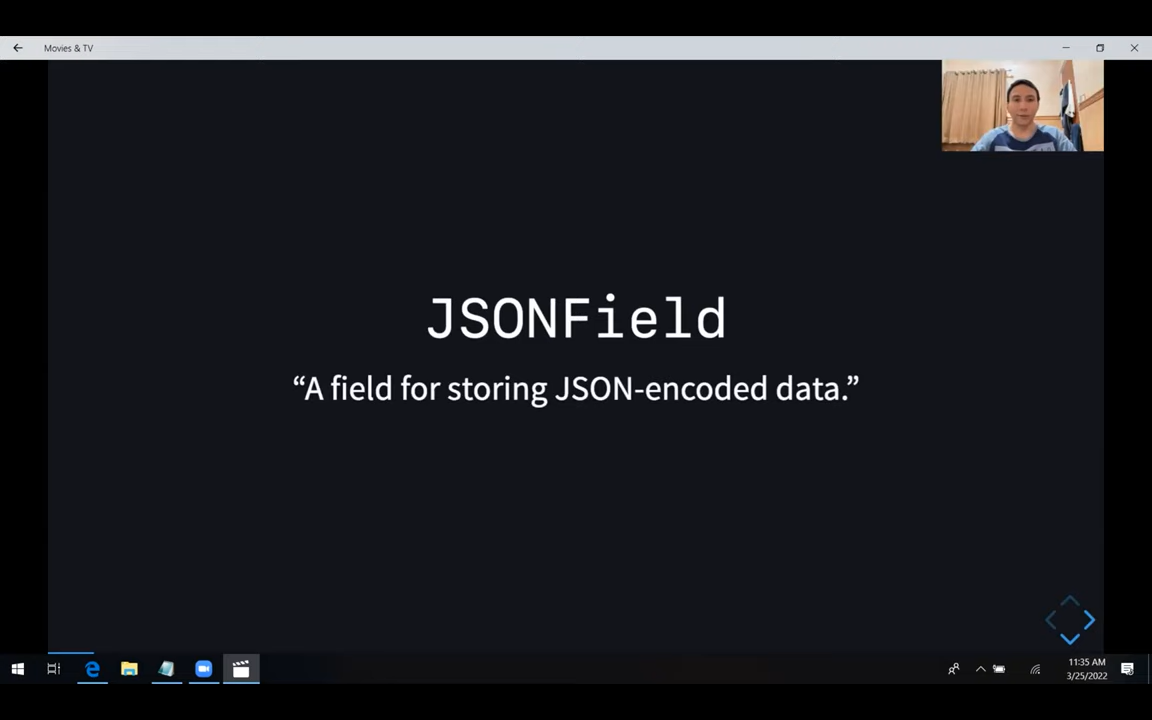 Movies & TV
JSONField
“A field for storing JSON-encoded data.”
11:35 AM
3/25/2022